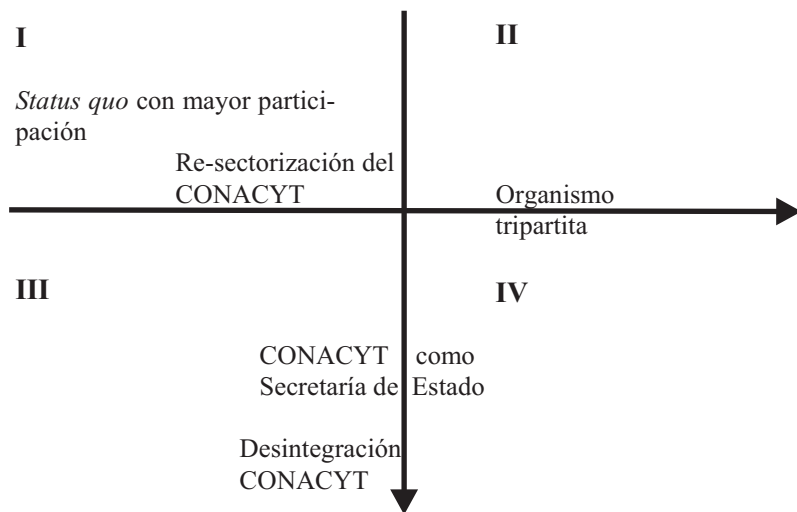 I
II
Status quo con mayor partici-
pación
Re-sectorización del
CONACYT
Organismo
tripartita
III
IV
CONACYT como
Secretaría de Estado
Desintegración
CONACYT